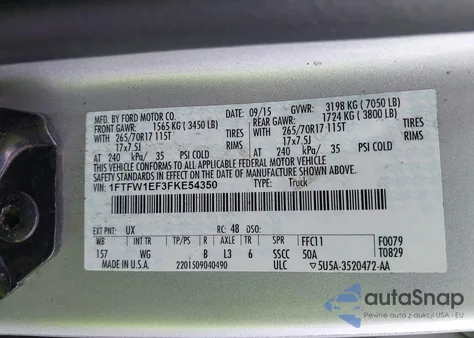 MFD. BY FORD MOTOR CO. 09/15 GVWR: 3198 KG ( 7050 LB)
FRONT GAWR: 1565 KG ( 3450 LB) REAR GAWR: 1724 KG ( 3800 LB)
265/70R17 115T TIRES 265/70R17 115T TIRES
17x7.5J RIMS 17x7.5J RIMS
AT 240 kPa/ 35 PSI COLD AT 240 kPa/ 35 PSI COLD
THIS VEHICLE CONFORMS TO ALL APPLICABLE FEDERAL MOTOR VEHICLE
SAFETY STANDARDS IN EFFECT ON THE DATE OF MANUFACTURE SHOWN ABOVE.
VIN: 1FTFW1EF3FKE54350 TYPE: Truck
EXT PNT: UX RC: 48 DSO:
WB INT TR TP/PS R AXLE TR SPR FFC11 F0079
157 WG B L3 6 SSCC 50A T0829
MADE IN U.S.A. 2201509040490 ULC 5U5A-3520472-AA
autaSnap
Pewne auta z aukcji - USA • EU